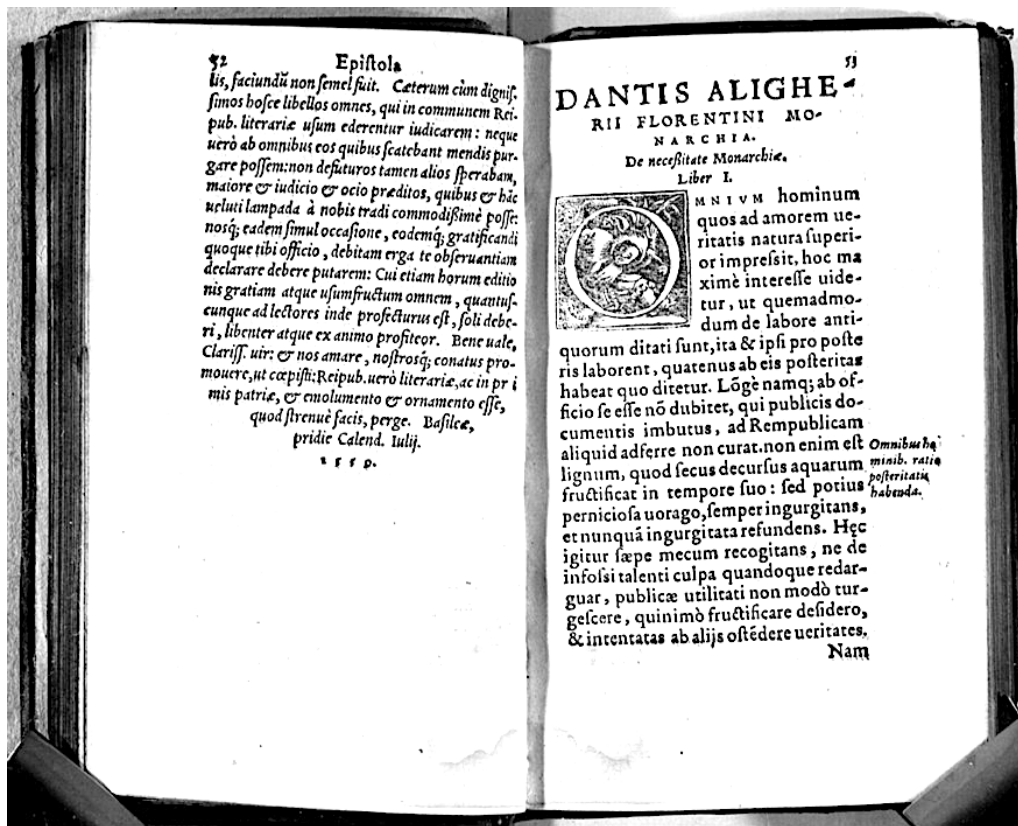 52 Epiſtola
lis, faciundũ non ſemel fuit. Cæterum cùm digniſ.
ſimos hoſce libellos omnes, qui in communem Rei-
pub. literariæ uſum ederentur iudicarem: neque
uerò ab omnibus eos quibus ſcatebant mendis pur-
gare poſſem: non defuturos tamen alios ſperabam,
maiore & iudicio & ocio præditos, quibus & hãc
ueluti lampada à nobis tradi commodißimè poſſe:
nosq́; eadem ſimul occaſione, eodemq́; gratificandi
quoque tibi officio, debitam erga te obſeruantiam
declarare debere putarem: Cui etiam horum editio
nis gratiam atque uſumfructum omnem, quantuſ-
cunque ad lectores inde profecturus eſt, ſoli debe-
ri, libenter atque ex animo profiteor. Bene uale,
Clariſſ. uir: & nos amare, noſtrosq́; conatus pro-
mouere, ut cœpiſti: Reipub. uerò literariæ, ac in pr i
mis patriæ, & emolumento & ornamento eſſe,
quod ſtrenuè facis, perge. Baſileæ,
pridie Calend. Iulij.
1559.
53
DANTIS ALIGHE-
RII FLORENTINI MO-
NARCHIA.
De neceßitate Monarchiæ.
Liber I.
OMNIVM hominum
quos ad amorem ue-
ritatis natura ſuperi-
or impreſsit, hoc ma
ximè intereſſe uide-
tur, ut quemadmo-
dum de labore anti-
quorum ditati ſunt, ita & ipſi pro poſte
ris laborent, quatenus ab eis poſteritas
habeat quo ditetur. Lõgè namq; ab of-
ficio ſe eſſe nõ dubitet, qui publicis do-
cumentis imbutus, ad Rempublicam
aliquid adferre non curat. non enim eſt
lignum, quod ſecus decurſus aquarum
fructificat in tempore ſuo: ſed potius
pernicioſa uorago, ſemper ingurgitans,
et nunquã ingurgitata refundens. Hęc
igitur ſæpe mecum recogitans, ne de
infoſsi talenti culpa quandoque redar-
guar, publicæ utilitati non modò tur-
geſcere, quinimò fructificare deſidero,
& intentatas ab alijs oſtẽdere ueritates.
Nam
Omnibus ho
minib. ratio
poſteritatis
habenda.